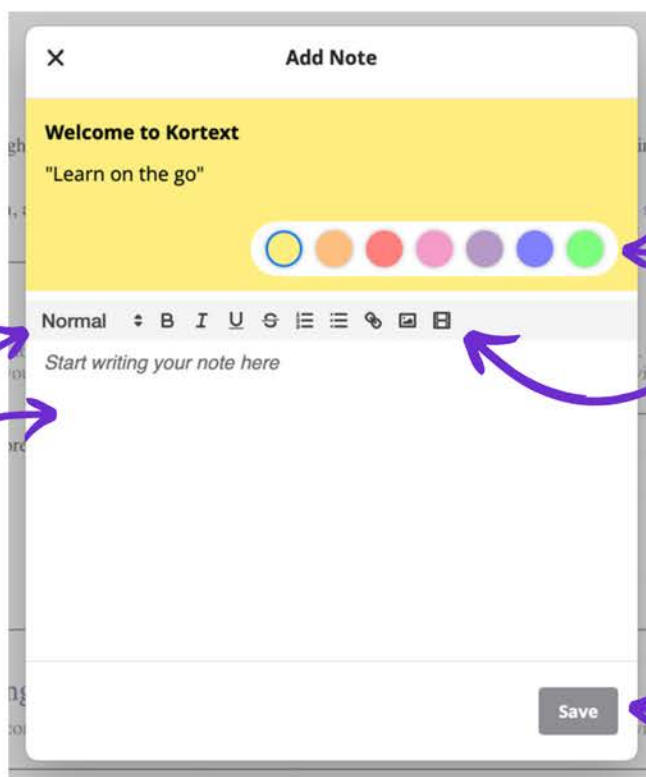 Add Note
Welcome to Kortext
"Learn on the go"
Normal B I U S
Start writing your note here
Save